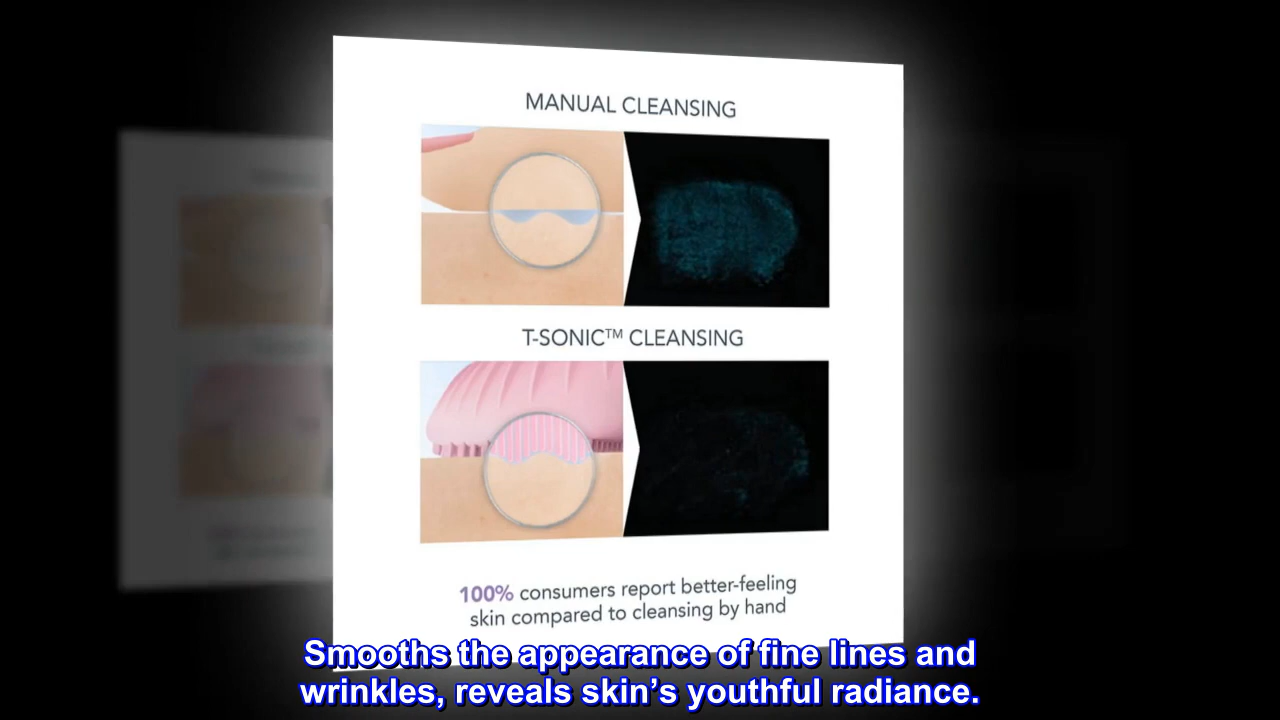 MANUAL CLEANSING
T-SONIC™ CLEANSING
100% consumers report better-feeling
skin compared to cleansing by hand
Smooths the appearance of fine lines and
wrinkles, reveals skin’s youthful radiance.